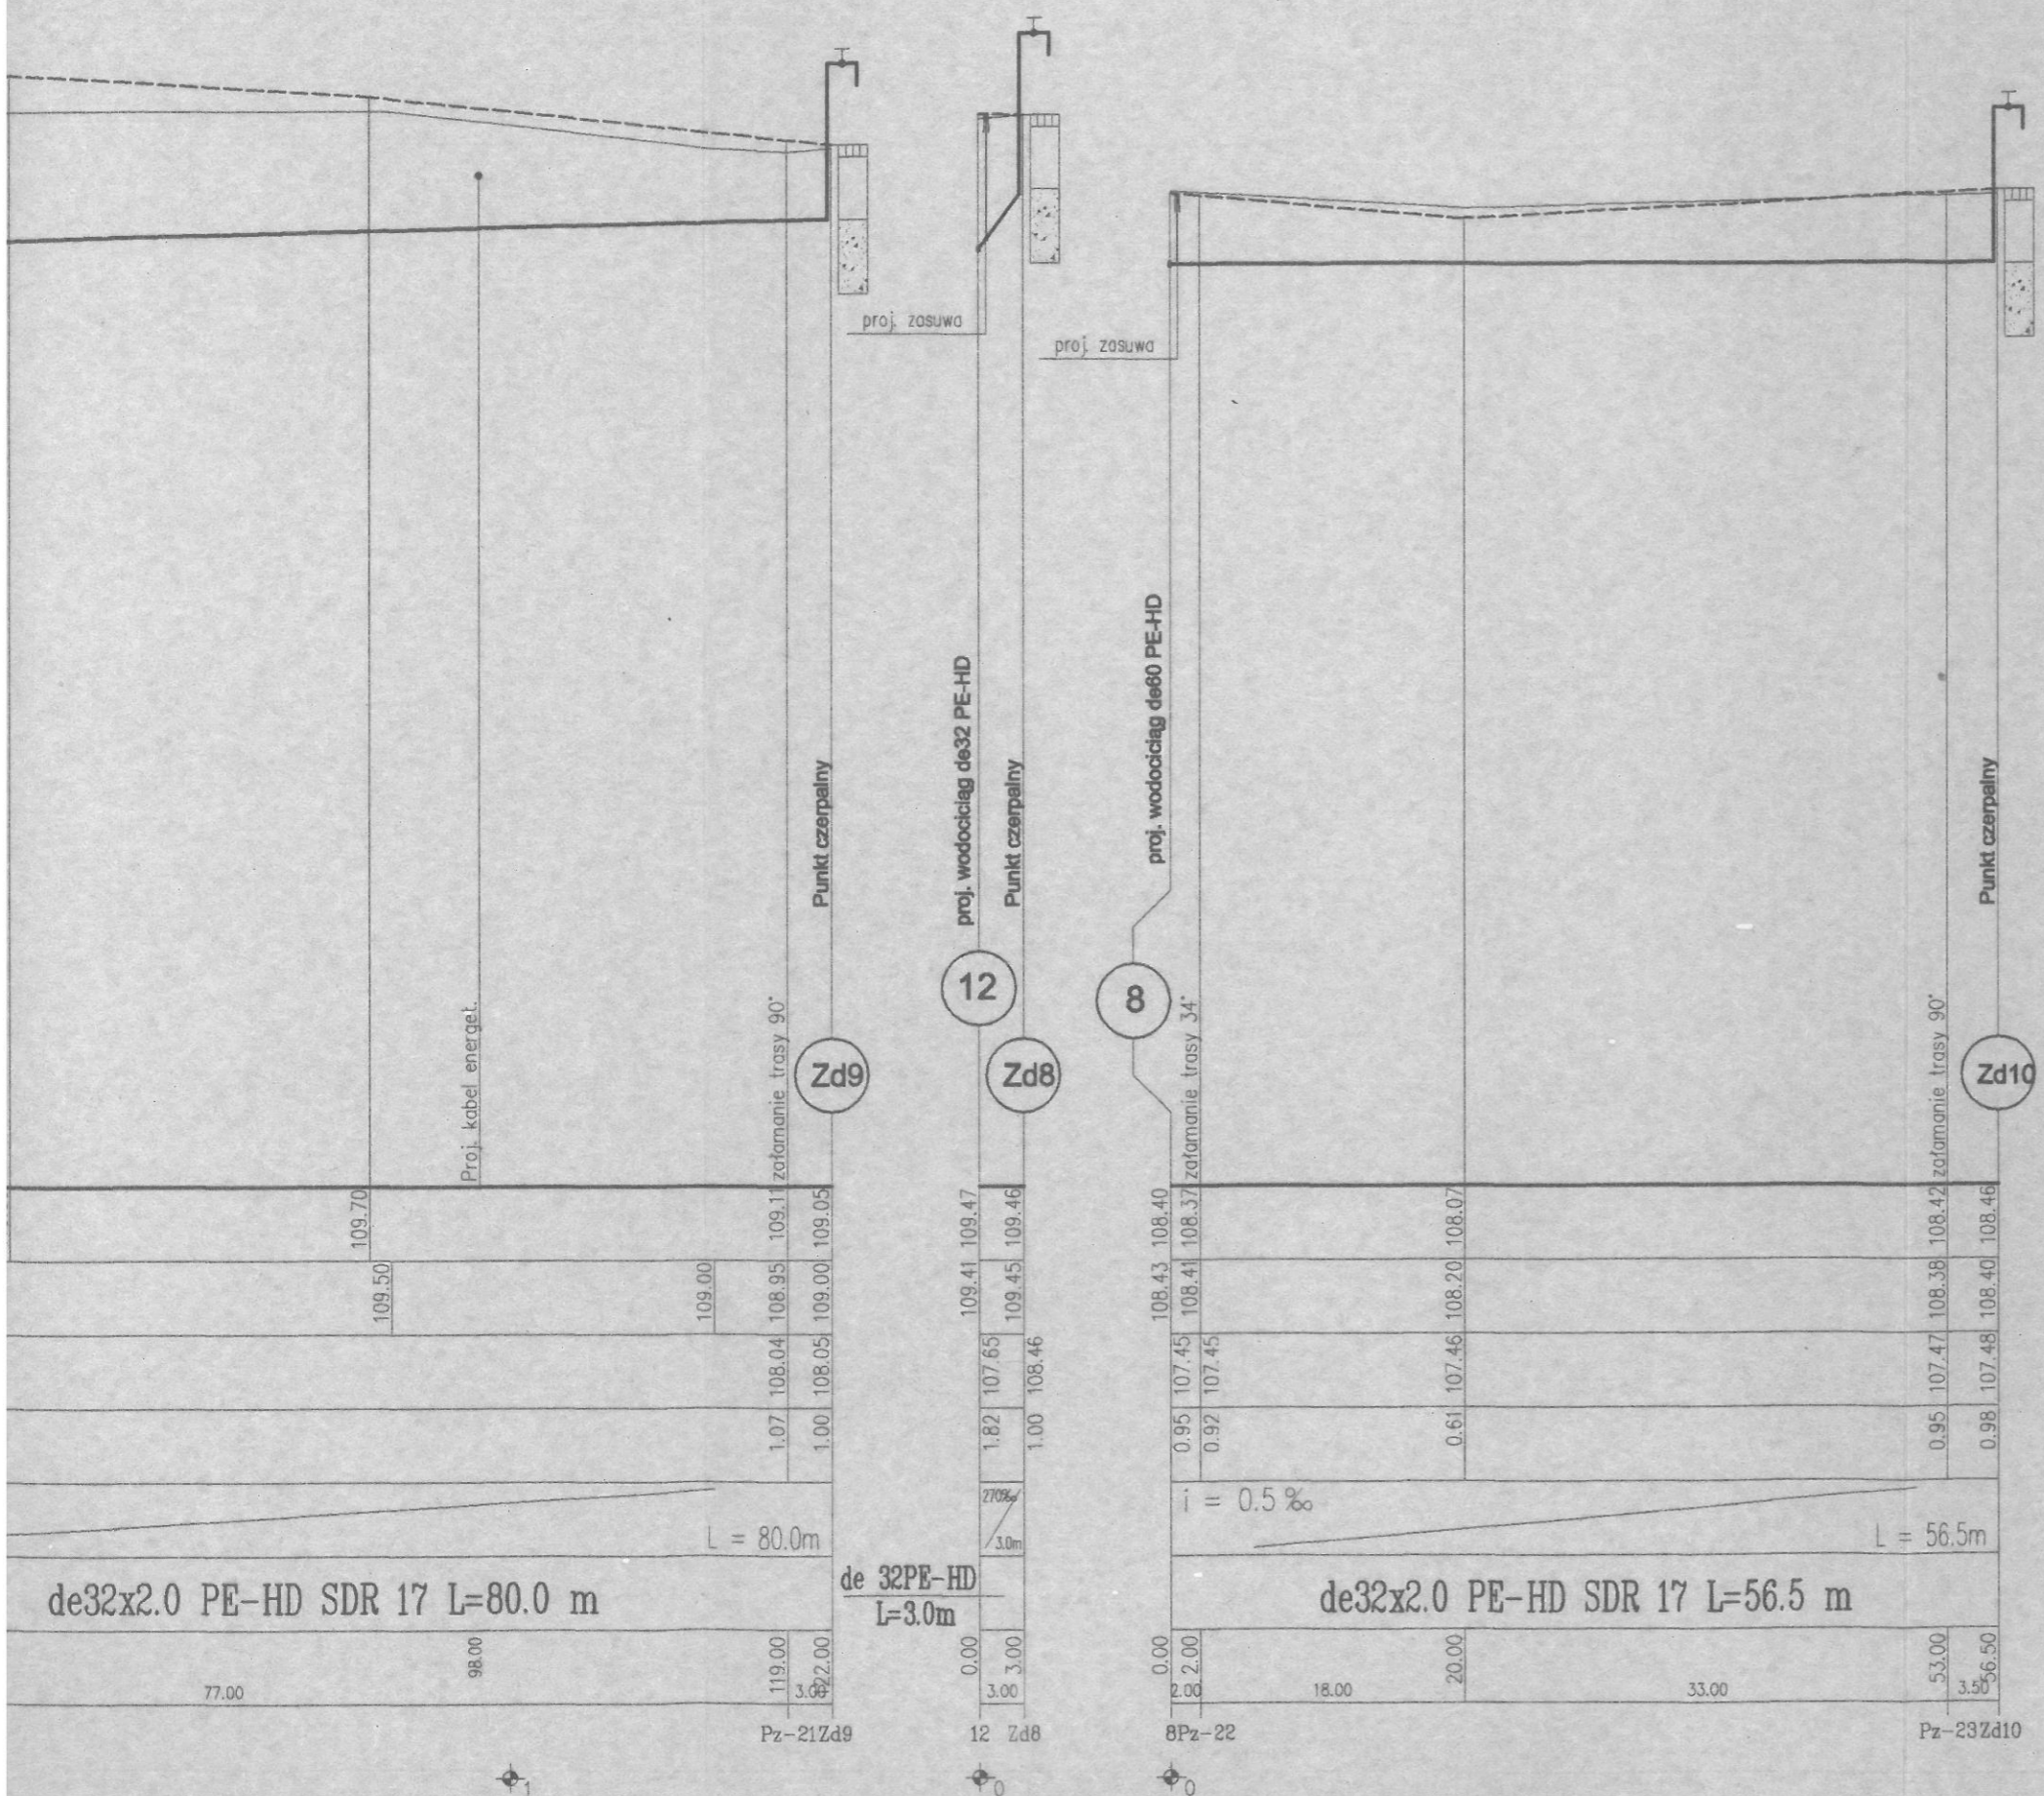 proj. zasuwa
proj. zasuwa
proj. wodociąg de60 PE-HD
proj. wodociąg de32 PE-HD
Punkt czerpalny
Punkt czerpalny
Punkt czerpalny
12
8
Proj. kabel energet.
załamanie trasy 90°
załamanie trasy 34°
załamanie trasy 90°
Zd9
Zd8
Zd10
109.70 109.11 109.05 109.47 109.46 108.40 108.37 108.07 108.42 108.46
109.50 109.00 108.95 109.00 109.41 109.45 108.43 108.41 108.20 108.38 108.40
108.04 108.05 107.65 108.46 107.45 107.45 107.46 107.47 107.48
1.07 1.00 1.82 1.00 0.95 0.92 0.61 0.95 0.98
270‰ i = 0.5 ‰
L = 80.0m 3.0m L = 56.5m
de32x2.0 PE-HD SDR 17 L=80.0 m
de 32PE-HD
L=3.0m
de32x2.0 PE-HD SDR 17 L=56.5 m
98.00 119.00 122.00 0.00 3.00 0.00 2.00 20.00 53.00 56.50
77.00 3.00 3.00 2.00 18.00 33.00 3.50
Pz-21 Zd9 12 Zd8 8 Pz-22 Pz-23 Zd10
1 0 0